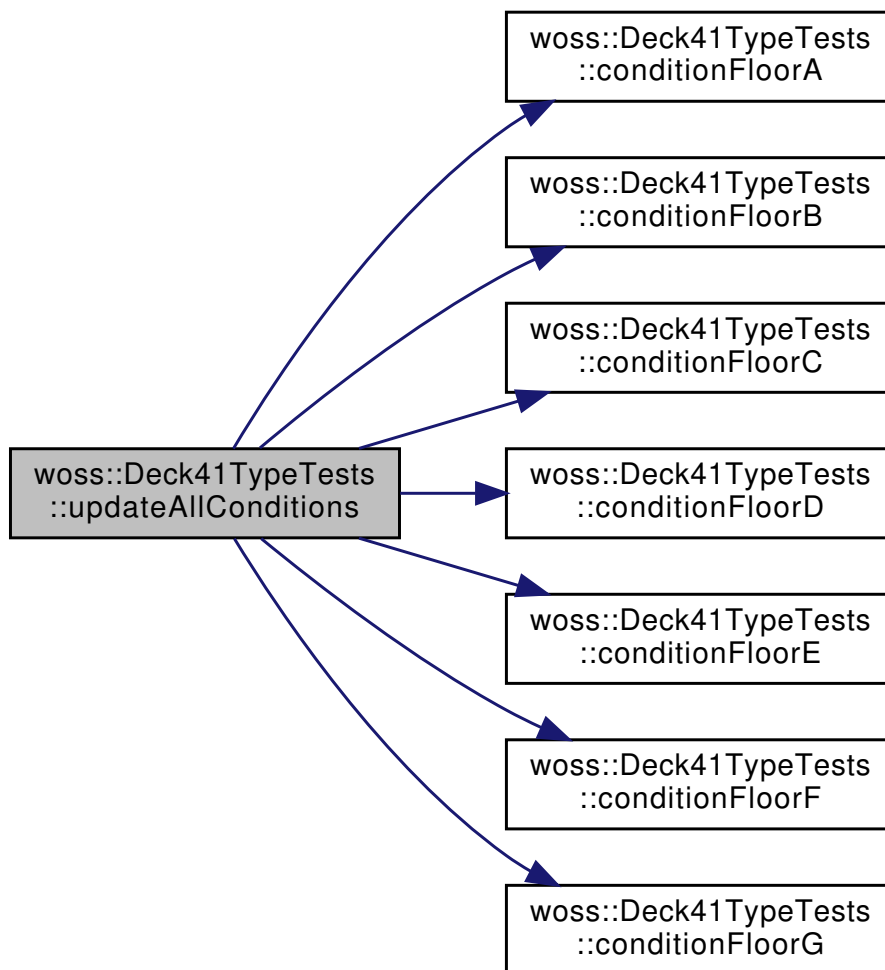 woss::Deck41TypeTests
::conditionFloorA
woss::Deck41TypeTests
::conditionFloorB
woss::Deck41TypeTests
::conditionFloorC
woss::Deck41TypeTests
::updateAllConditions
woss::Deck41TypeTests
::conditionFloorD
woss::Deck41TypeTests
::conditionFloorE
woss::Deck41TypeTests
::conditionFloorF
woss::Deck41TypeTests
::conditionFloorG